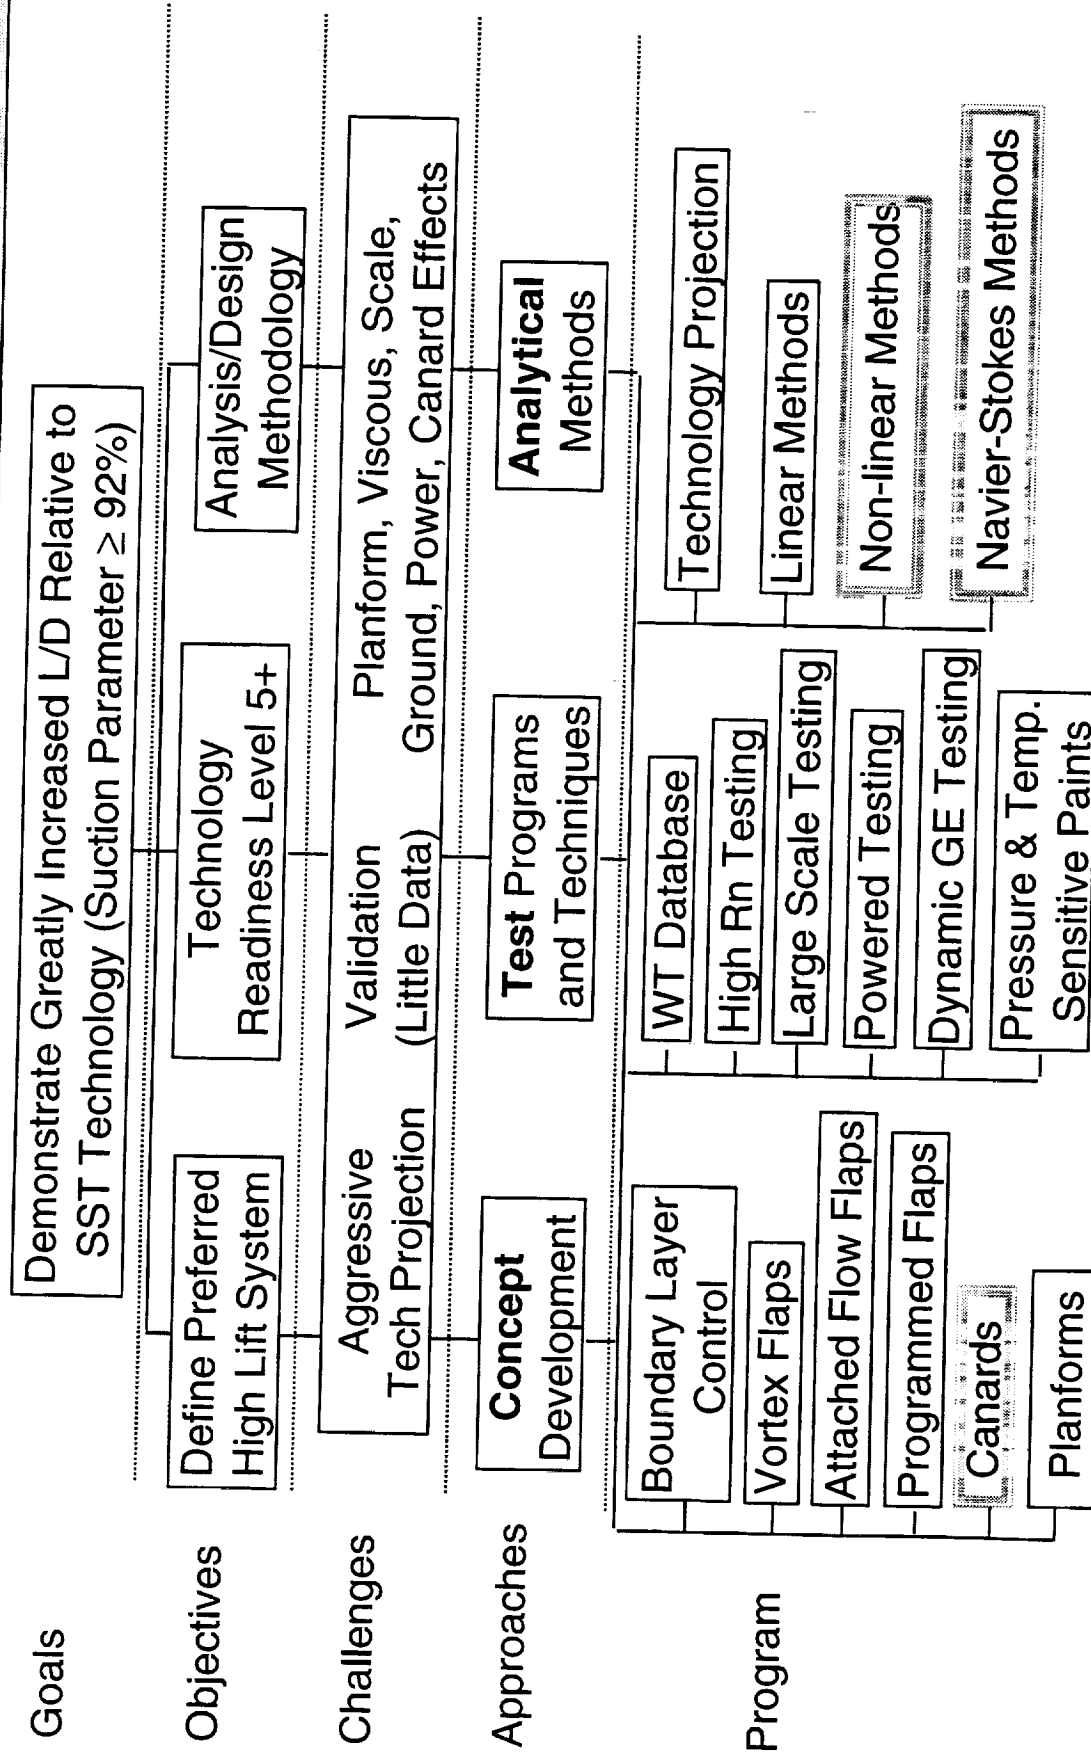 Goals
Demonstrate Greatly Increased L/D Relative to
SST Technology (Suction Parameter ≥ 92%)
Objectives
Define Preferred
High Lift System
Technology
Readiness Level 5+
Analysis/Design
Methodology
Challenges
Aggressive
Tech Projection
Validation
(Little Data)
Planform, Viscous, Scale,
Ground, Power, Canard Effects
Approaches
Concept
Development
Test Programs
and Techniques
Analytical
Methods
Program
Boundary Layer
Control
Vortex Flaps
Attached Flow Flaps
Programmed Flaps
Canards
Planforms
WT Database
High Rn Testing
Large Scale Testing
Powered Testing
Dynamic GE Testing
Pressure & Temp.
Sensitive Paints
Technology Projection
Linear Methods
Non-linear Methods
Navier-Stokes Methods